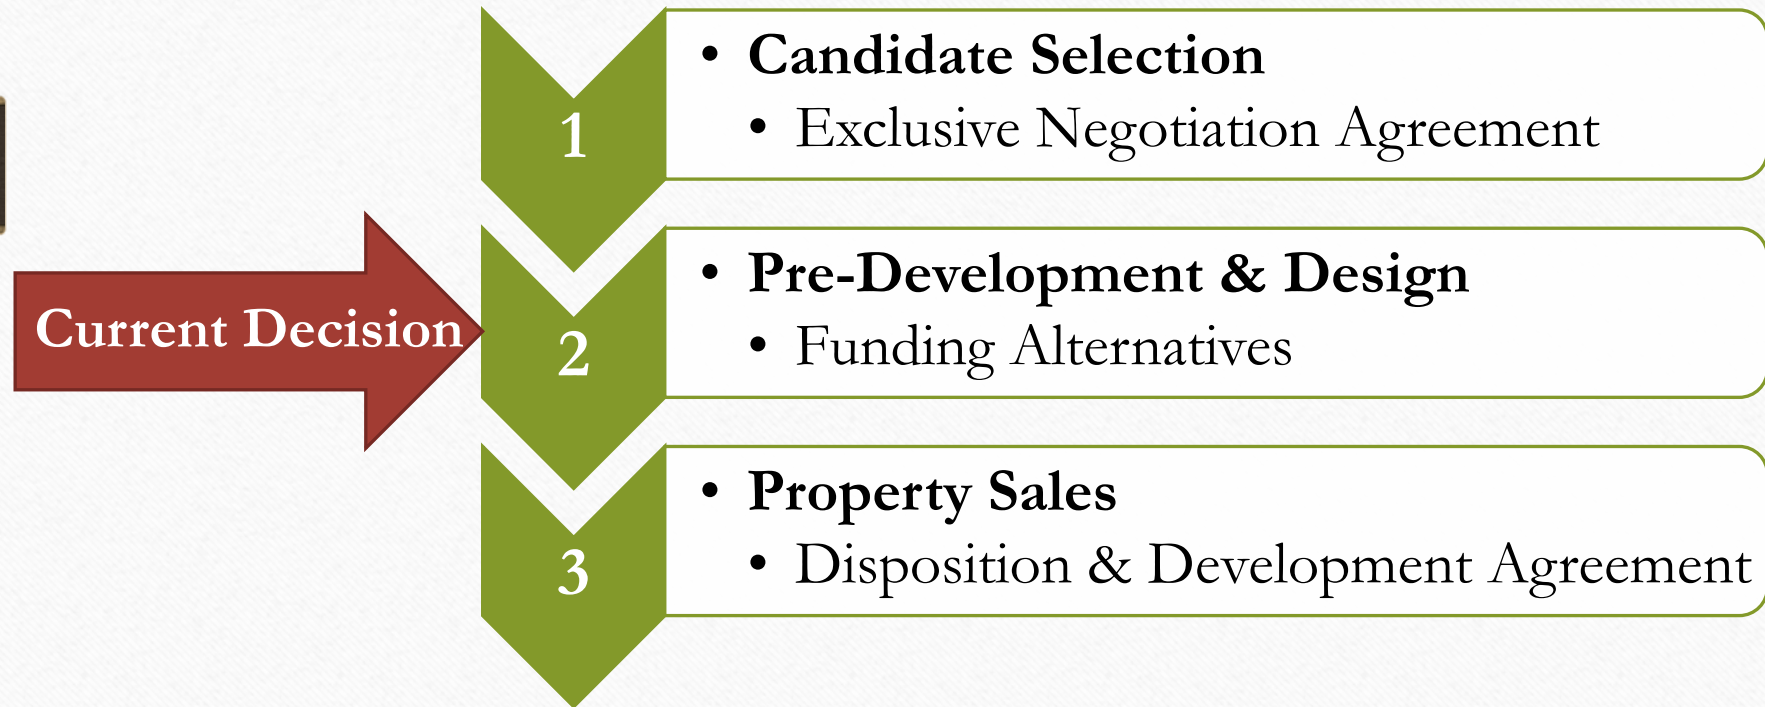 1
• Candidate Selection
• Exclusive Negotiation Agreement
Current Decision
2
• Pre-Development & Design
• Funding Alternatives
3
• Property Sales
• Disposition & Development Agreement